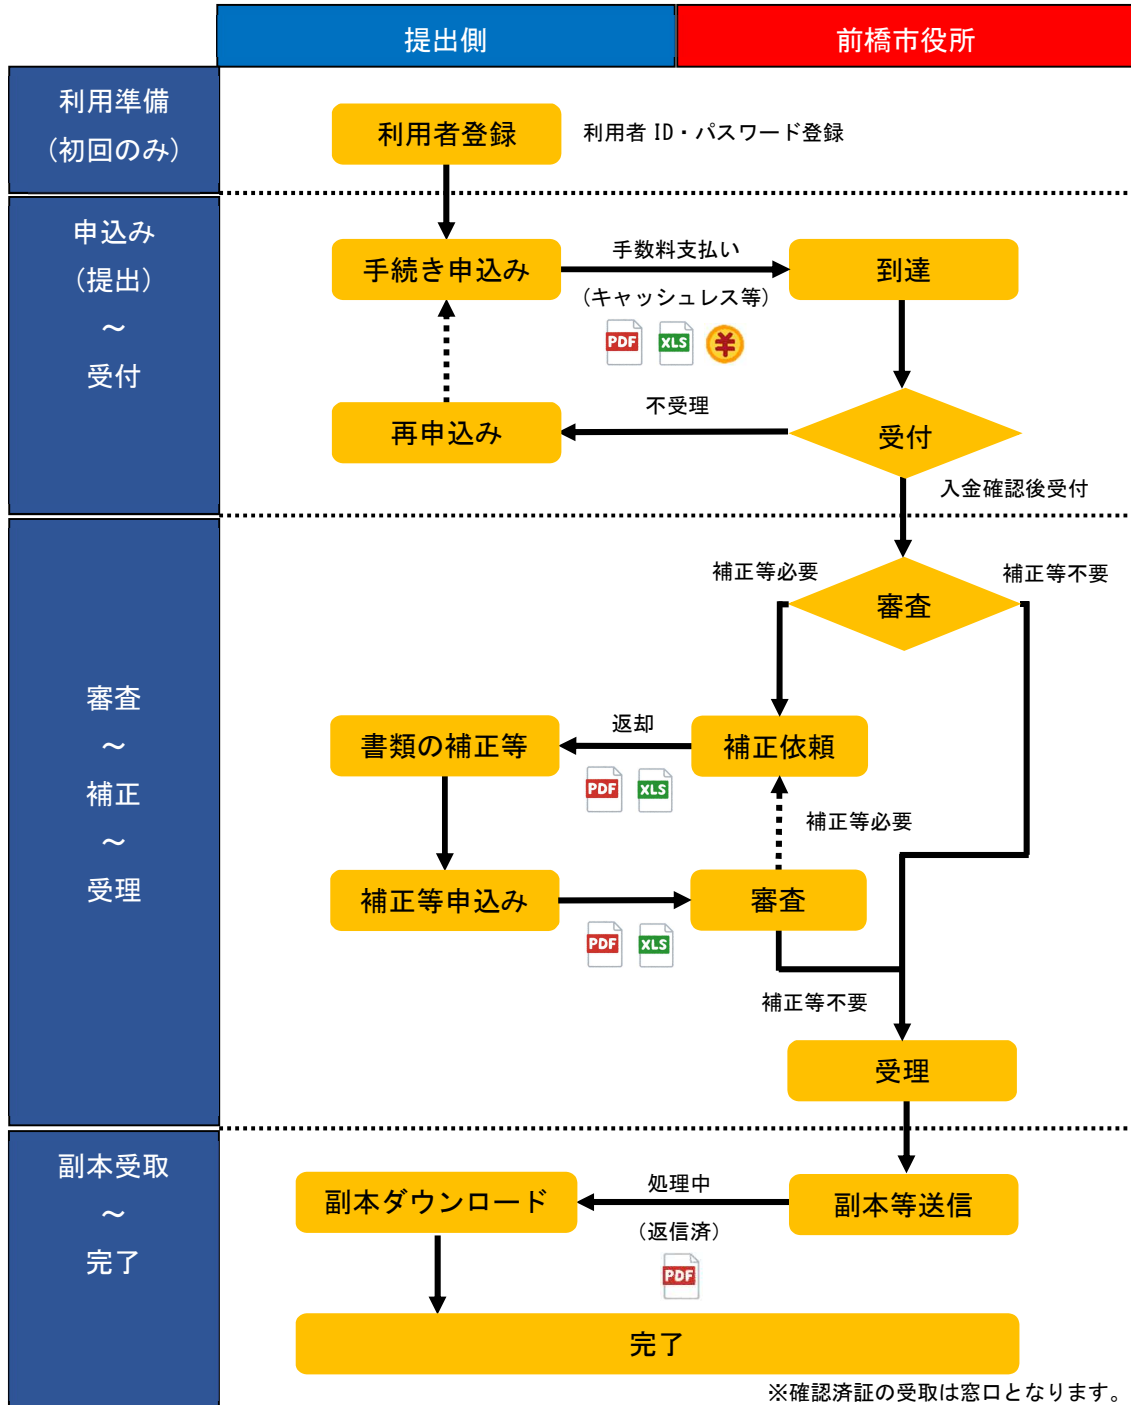 提出側
前橋市役所
利用準備
(初回のみ)
利用者登録
利用者 ID・パスワード登録
申込み
(提出)
～
受付
手続き申込み
手数料支払い
(キャッシュレス等)
PDF
XLS
¥
到達
再申込み
不受理
受付
入金確認後受付
審査
～
補正
～
受理
補正等必要
補正等不要
審査
書類の補正等
返却
PDF
XLS
補正依頼
補正等必要
補正等申込み
PDF
XLS
審査
補正等不要
受理
副本受取
～
完了
副本ダウンロード
処理中
(返信済)
PDF
副本等送信
完了
※確認済証の受取は窓口となります。